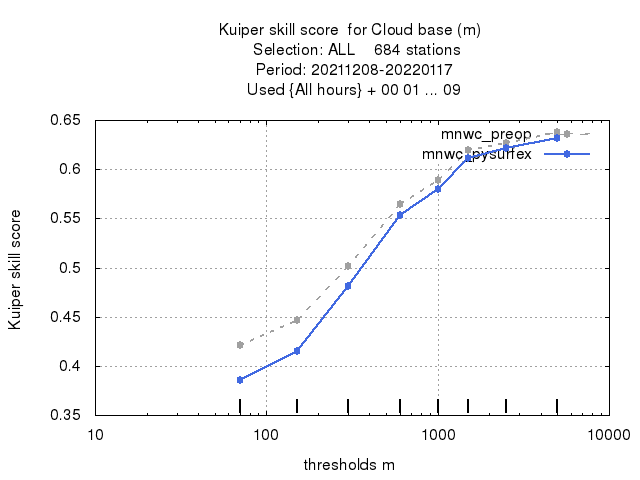 Kuiper skill score  for Cloud base (m)
Selection: ALL    684 stations
Period: 20211208-20220117
Used {All hours} + 00 01 ... 09
mnwc_preop
mnwc_pysurfex
Kuiper skill score
0.65
0.6
0.55
0.5
0.45
0.4
0.35
10 100 1000 10000
thresholds m